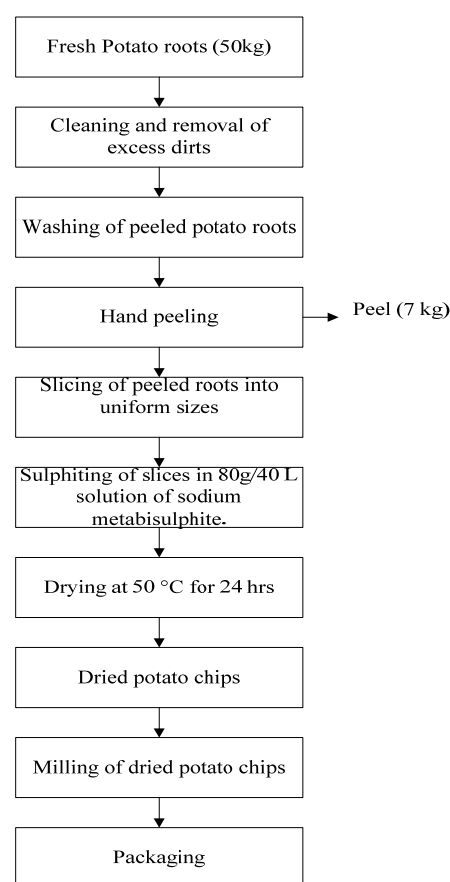 Fresh Potato roots (50kg)
Cleaning and removal of
excess dirts
Washing of peeled potato roots
Hand peeling
Peel (7 kg)
Slicing of peeled roots into
uniform sizes
Sulphiting of slices in 80g/40 L
solution of sodium
metabisulphite.
Drying at 50 °C for 24 hrs
Dried potato chips
Milling of dried potato chips
Packaging